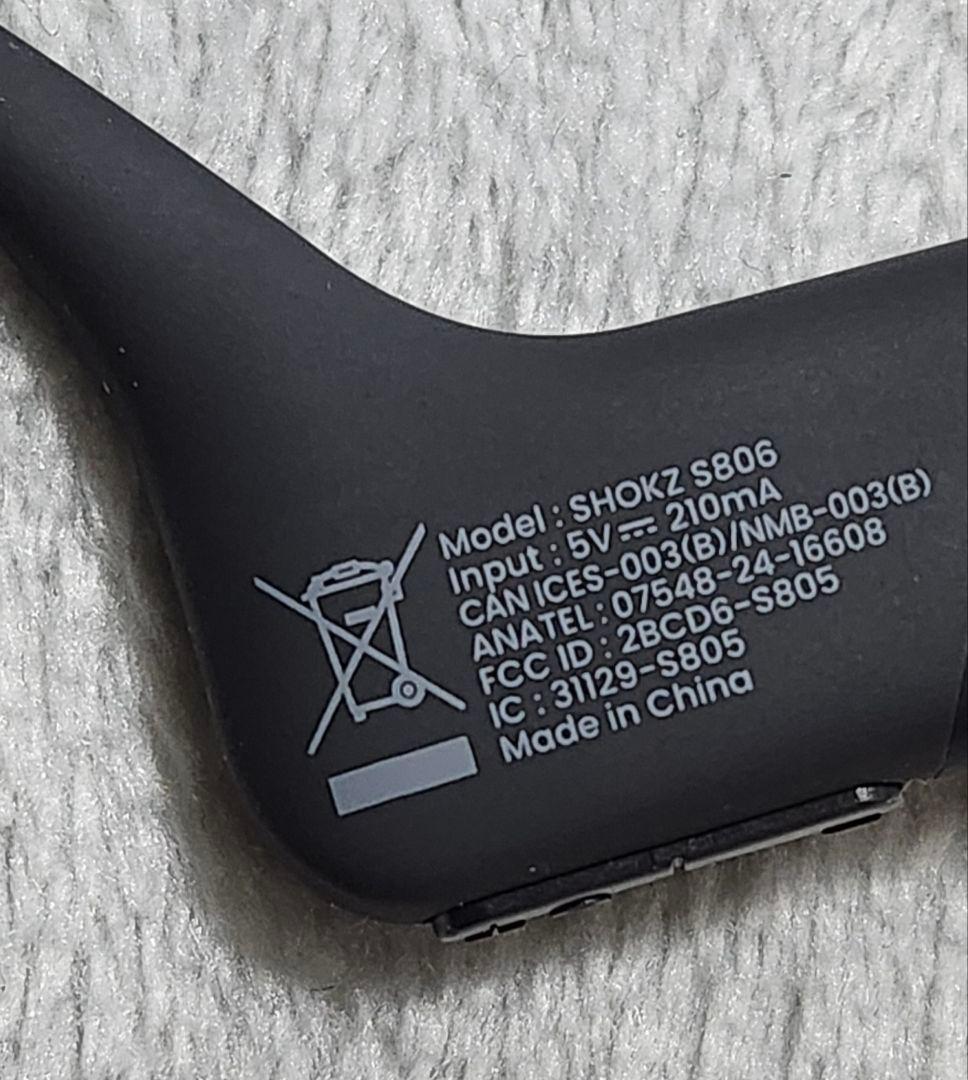 Model : SHOKZ S806
Input : 5V⎓210mA
CAN ICES-003(B)/NMB-003(B)
ANATEL : 07548-24-16608
FCC ID : 2BCD6-S805
IC : 31129-S805
Made in China